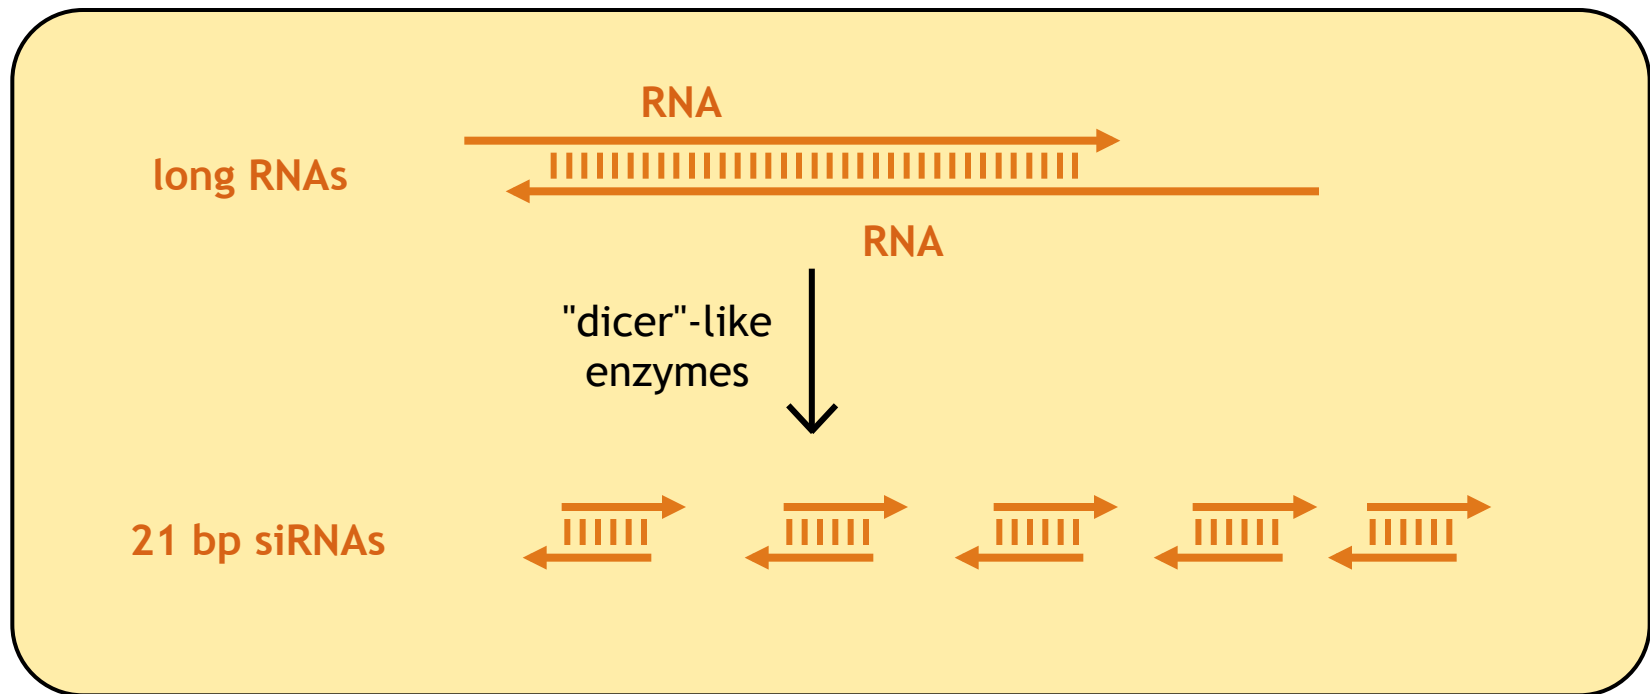 RNA
long RNAs
RNA
"dicer"-like
enzymes
21 bp siRNAs